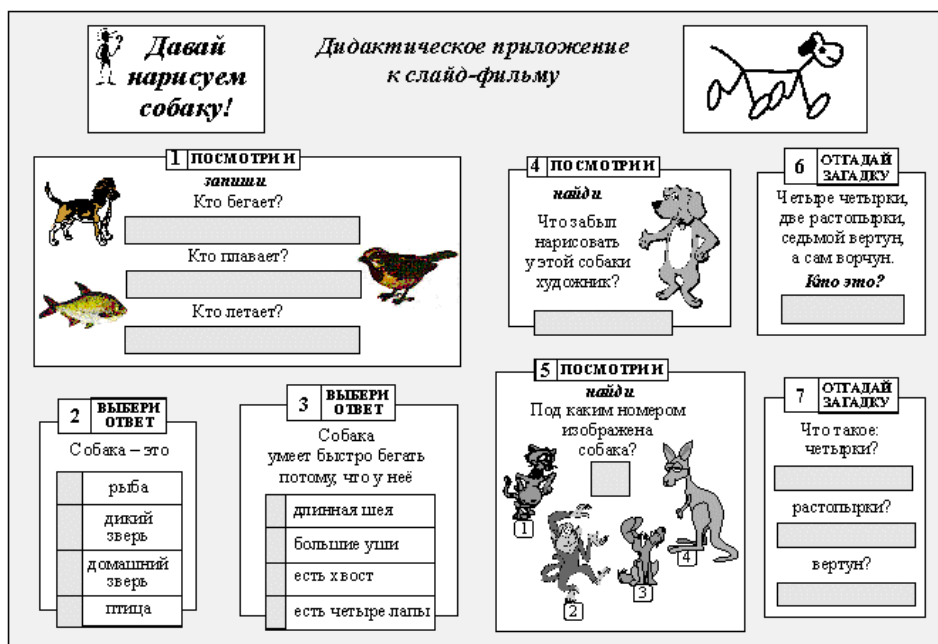 Давай
нарисуем
собаку!
Дидактическое приложение
к слайд-фильму
1 ПОСМОТРИ И
запиши
Кто бегает?
Кто плавает?
Кто летает?
2 ВЫБЕРИ
ОТВЕТ
Собака – это
рыба
дикий
зверь
домашний
зверь
птица
3 ВЫБЕРИ
ОТВЕТ
Собака
умеет быстро бегать
потому, что у неё
длинная шея
большие уши
есть хвост
есть четыре лапы
4 ПОСМОТРИ И
найди
Что забыл
нарисовать
у этой собаки
художник?
5 ПОСМОТРИ И
найди
Под каким номером
изображена
собака?
1
2
3
4
6 ОТГАДАЙ
ЗАГАДКУ
Четыре четырки,
две растопырки,
седьмой вертун,
а сам ворчун.
Кто это?
7 ОТГАДАЙ
ЗАГАДКУ
Что такое:
четырки?
растопырки?
вертун?